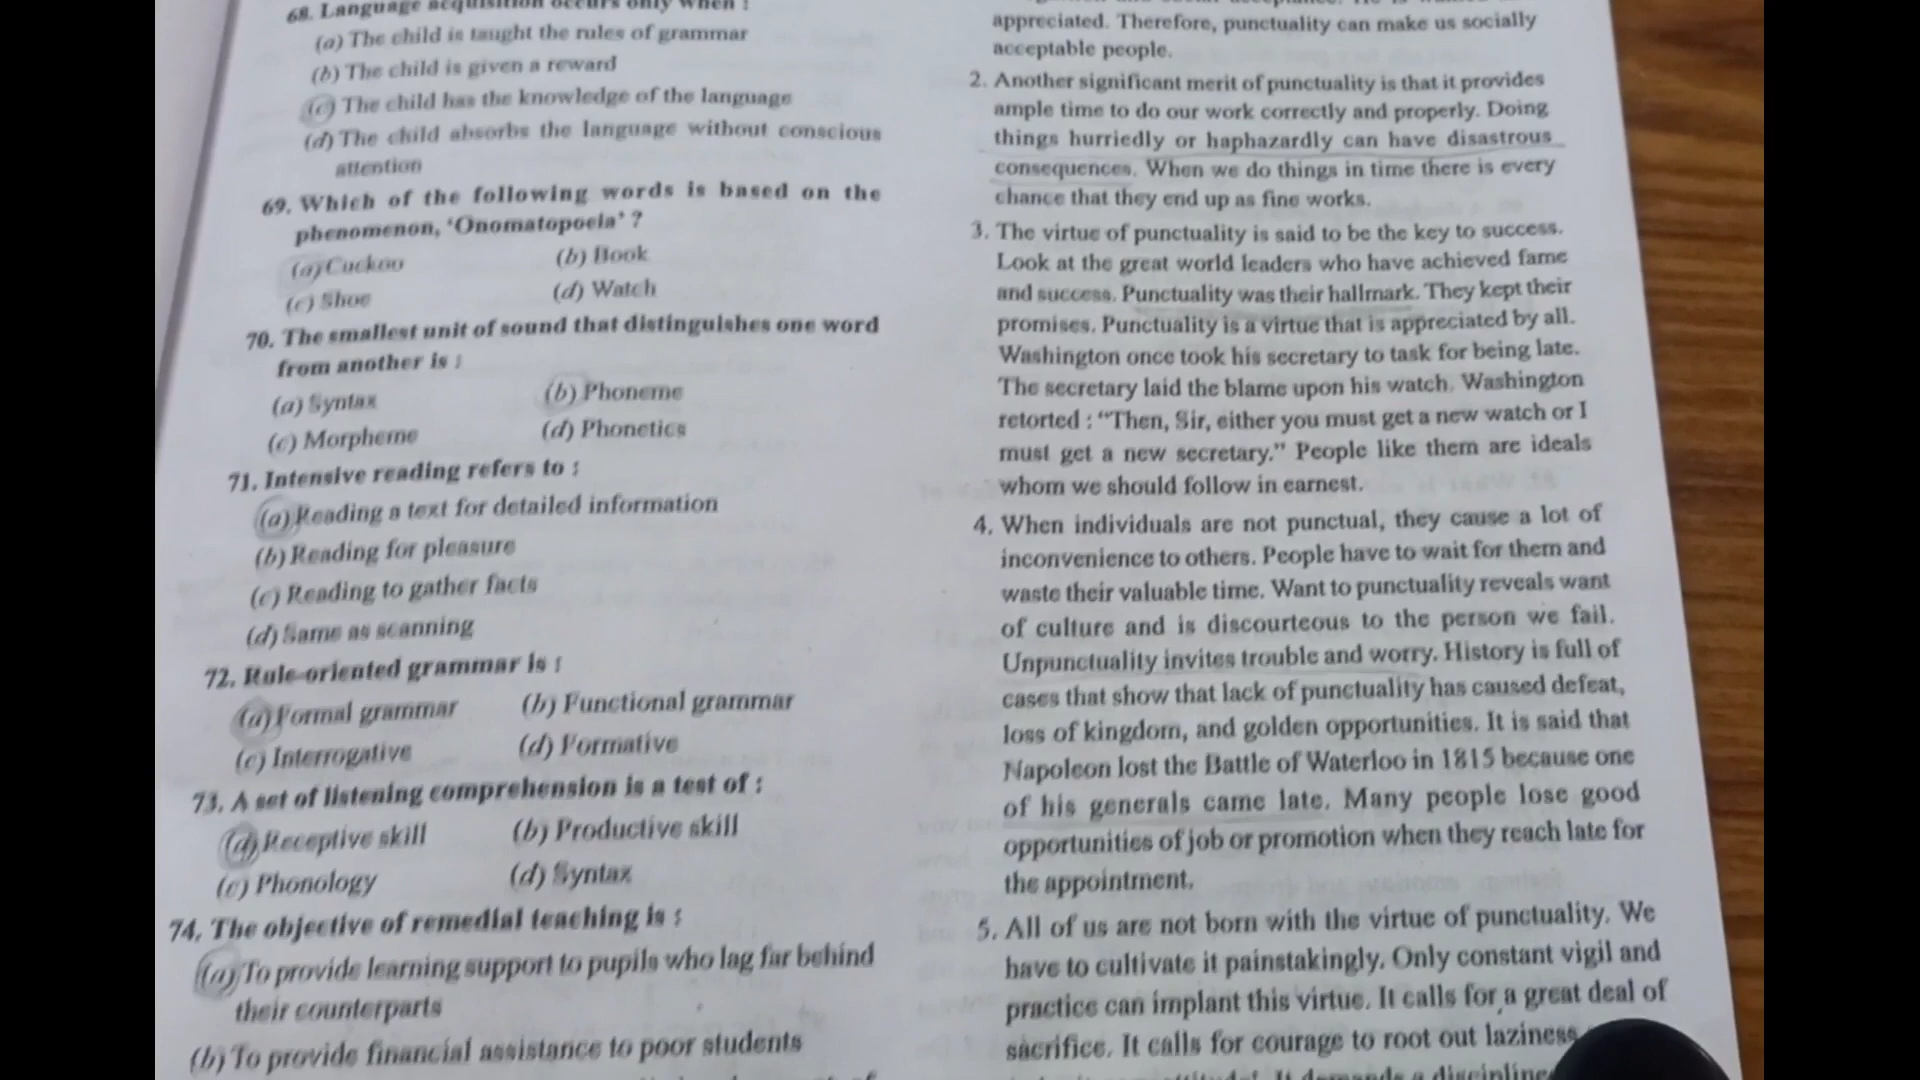 68. Language acquisition occurs only when :
(a) The child is taught the rules of grammar
(b) The child is given a reward
(c) The child has the knowledge of the language
(d) The child absorbs the language without conscious
attention
69. Which of the following words is based on the
phenomenon, ‘Onomatopoeia’ ?
(a) Cuckoo (b) Book
(c) Shoe (d) Watch
70. The smallest unit of sound that distinguishes one word
from another is :
(a) Syntax (b) Phoneme
(c) Morpheme (d) Phonetics
71. Intensive reading refers to :
(a) Reading a text for detailed information
(b) Reading for pleasure
(c) Reading to gather facts
(d) Same as scanning
72. Rule-oriented grammar is :
(a) Formal grammar (b) Functional grammar
(c) Interrogative (d) Formative
73. A set of listening comprehension is a test of :
(a) Receptive skill (b) Productive skill
(c) Phonology (d) Syntax
74. The objective of remedial teaching is :
(a) To provide learning support to pupils who lag far behind
their counterparts
(b) To provide financial assistance to poor students
appreciated. Therefore, punctuality can make us socially
acceptable people.
2. Another significant merit of punctuality is that it provides
ample time to do our work correctly and properly. Doing
things hurriedly or haphazardly can have disastrous
consequences. When we do things in time there is every
chance that they end up as fine works.
3. The virtue of punctuality is said to be the key to success.
Look at the great world leaders who have achieved fame
and success. Punctuality was their hallmark. They kept their
promises. Punctuality is a virtue that is appreciated by all.
Washington once took his secretary to task for being late.
The secretary laid the blame upon his watch. Washington
retorted : “Then, Sir, either you must get a new watch or I
must get a new secretary.” People like them are ideals
whom we should follow in earnest.
4. When individuals are not punctual, they cause a lot of
inconvenience to others. People have to wait for them and
waste their valuable time. Want to punctuality reveals want
of culture and is discourteous to the person we fail.
Unpunctuality invites trouble and worry. History is full of
cases that show that lack of punctuality has caused defeat,
loss of kingdom, and golden opportunities. It is said that
Napoleon lost the Battle of Waterloo in 1815 because one
of his generals came late. Many people lose good
opportunities of job or promotion when they reach late for
the appointment.
5. All of us are not born with the virtue of punctuality. We
have to cultivate it painstakingly. Only constant vigil and
practice can implant this virtue. It calls for a great deal of
sacrifice. It calls for courage to root out laziness
It demands a discipline